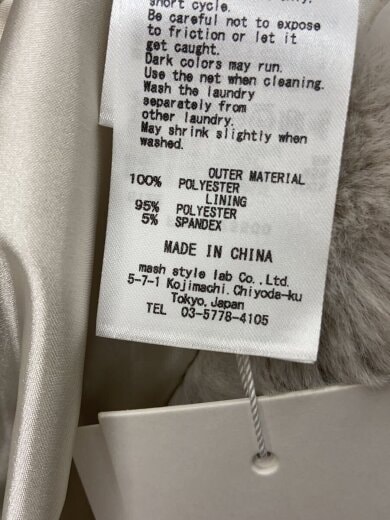 short cycle.
Be careful not to expose
to friction or let it
get caught.
Dark colors may run.
Use the net when cleaning.
Wash the laundry
separately from
other laundry.
May shrink slightly when
washed.
OUTER MATERIAL
100% POLYESTER
LINING
95% POLYESTER
5% SPANDEX
MADE IN CHINA
mash style lab Co.,Ltd.
5-7-1 Kojimachi.Chiyoda-ku
Tokyo,Japan
TEL 03-5778-4105